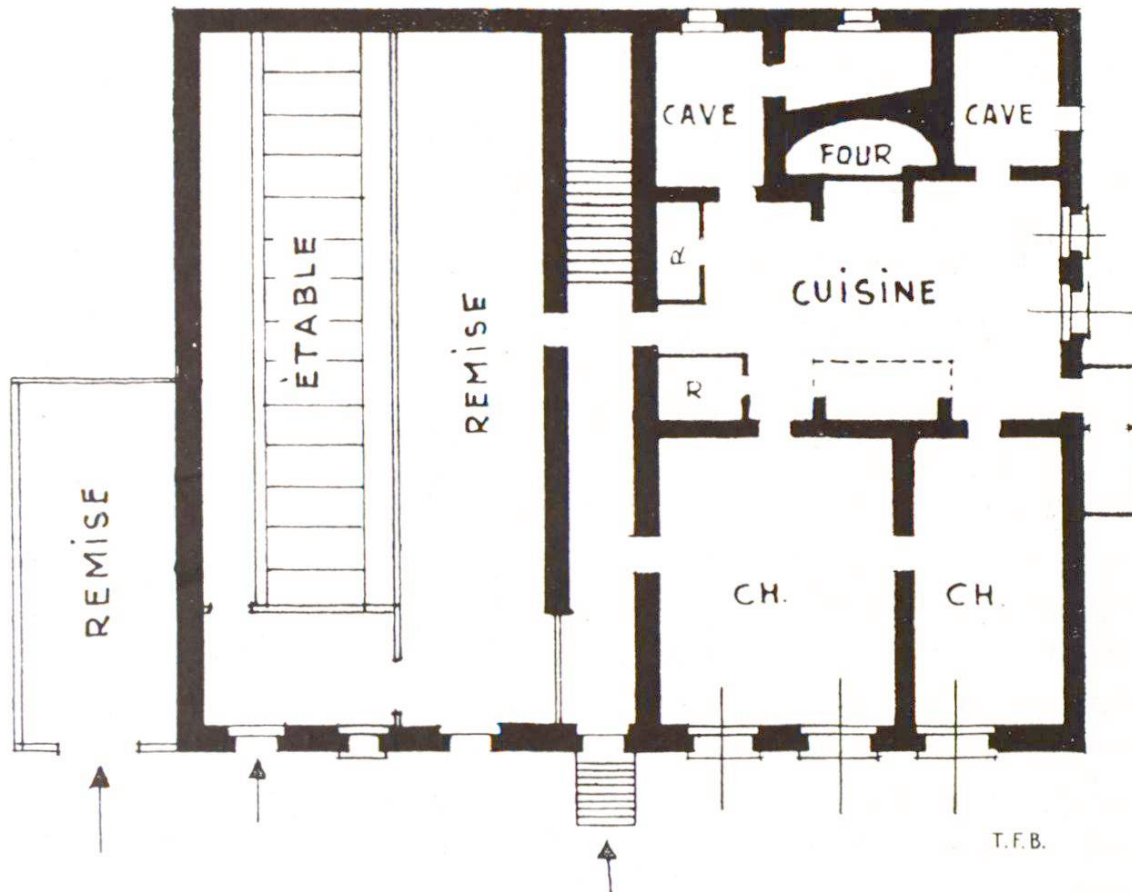 CAVE
CAVE
FOUR
R
CUISINE
ÉTABLE
REMISE
R
REMISE
CH.
CH.
T.F.B.